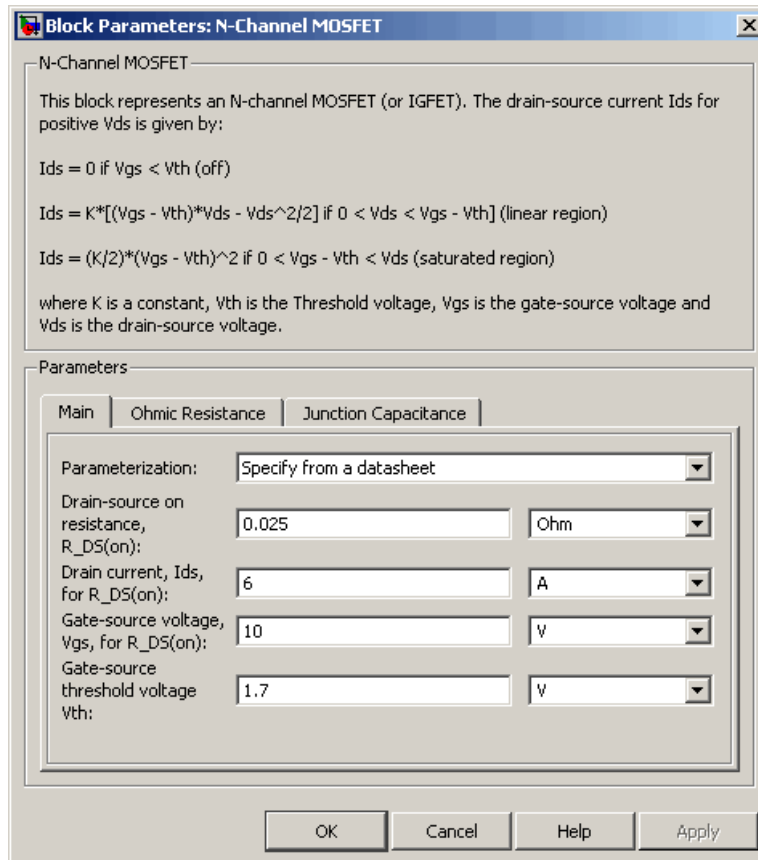 Block Parameters: N-Channel MOSFET
N-Channel MOSFET
This block represents an N-channel MOSFET (or IGFET). The drain-source current Ids for
positive Vds is given by:
Ids = 0 if Vgs < Vth (off)
Ids = K*[(Vgs - Vth)*Vds - Vds^2/2] if 0 < Vds < Vgs - Vth] (linear region)
Ids = (K/2)*(Vgs - Vth)^2 if 0 < Vgs - Vth < Vds (saturated region)
where K is a constant, Vth is the Threshold voltage, Vgs is the gate-source voltage and
Vds is the drain-source voltage.
Parameters
Main Ohmic Resistance Junction Capacitance
Parameterization: Specify from a datasheet
Drain-source on
resistance,
R_DS(on):
0.025 Ohm
Drain current, Ids,
for R_DS(on):
6 A
Gate-source voltage,
Vgs, for R_DS(on):
10 V
Gate-source
threshold voltage
Vth:
1.7 V
OK Cancel Help Apply